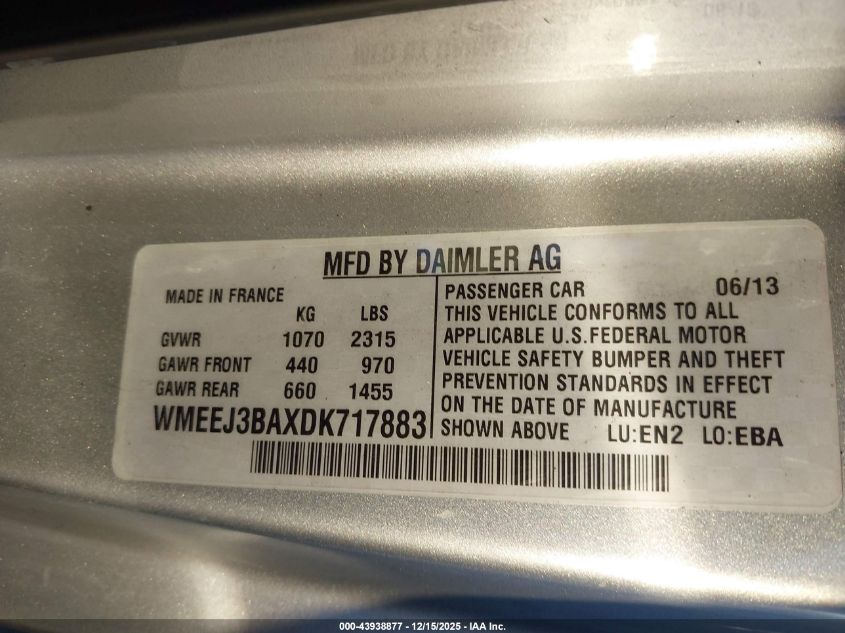 MFD BY DAIMLER AG
MADE IN FRANCE
KG LBS
GVWR 1070 2315
GAWR FRONT 440 970
GAWR REAR 660 1455
WMEEJ3BAXDK717883
PASSENGER CAR 06/13
THIS VEHICLE CONFORMS TO ALL
APPLICABLE U.S.FEDERAL MOTOR
VEHICLE SAFETY BUMPER AND THEFT
PREVENTION STANDARDS IN EFFECT
ON THE DATE OF MANUFACTURE
SHOWN ABOVE LU:EN2 LO:EBA
000-43938877 - 12/15/2025 - IAA Inc.